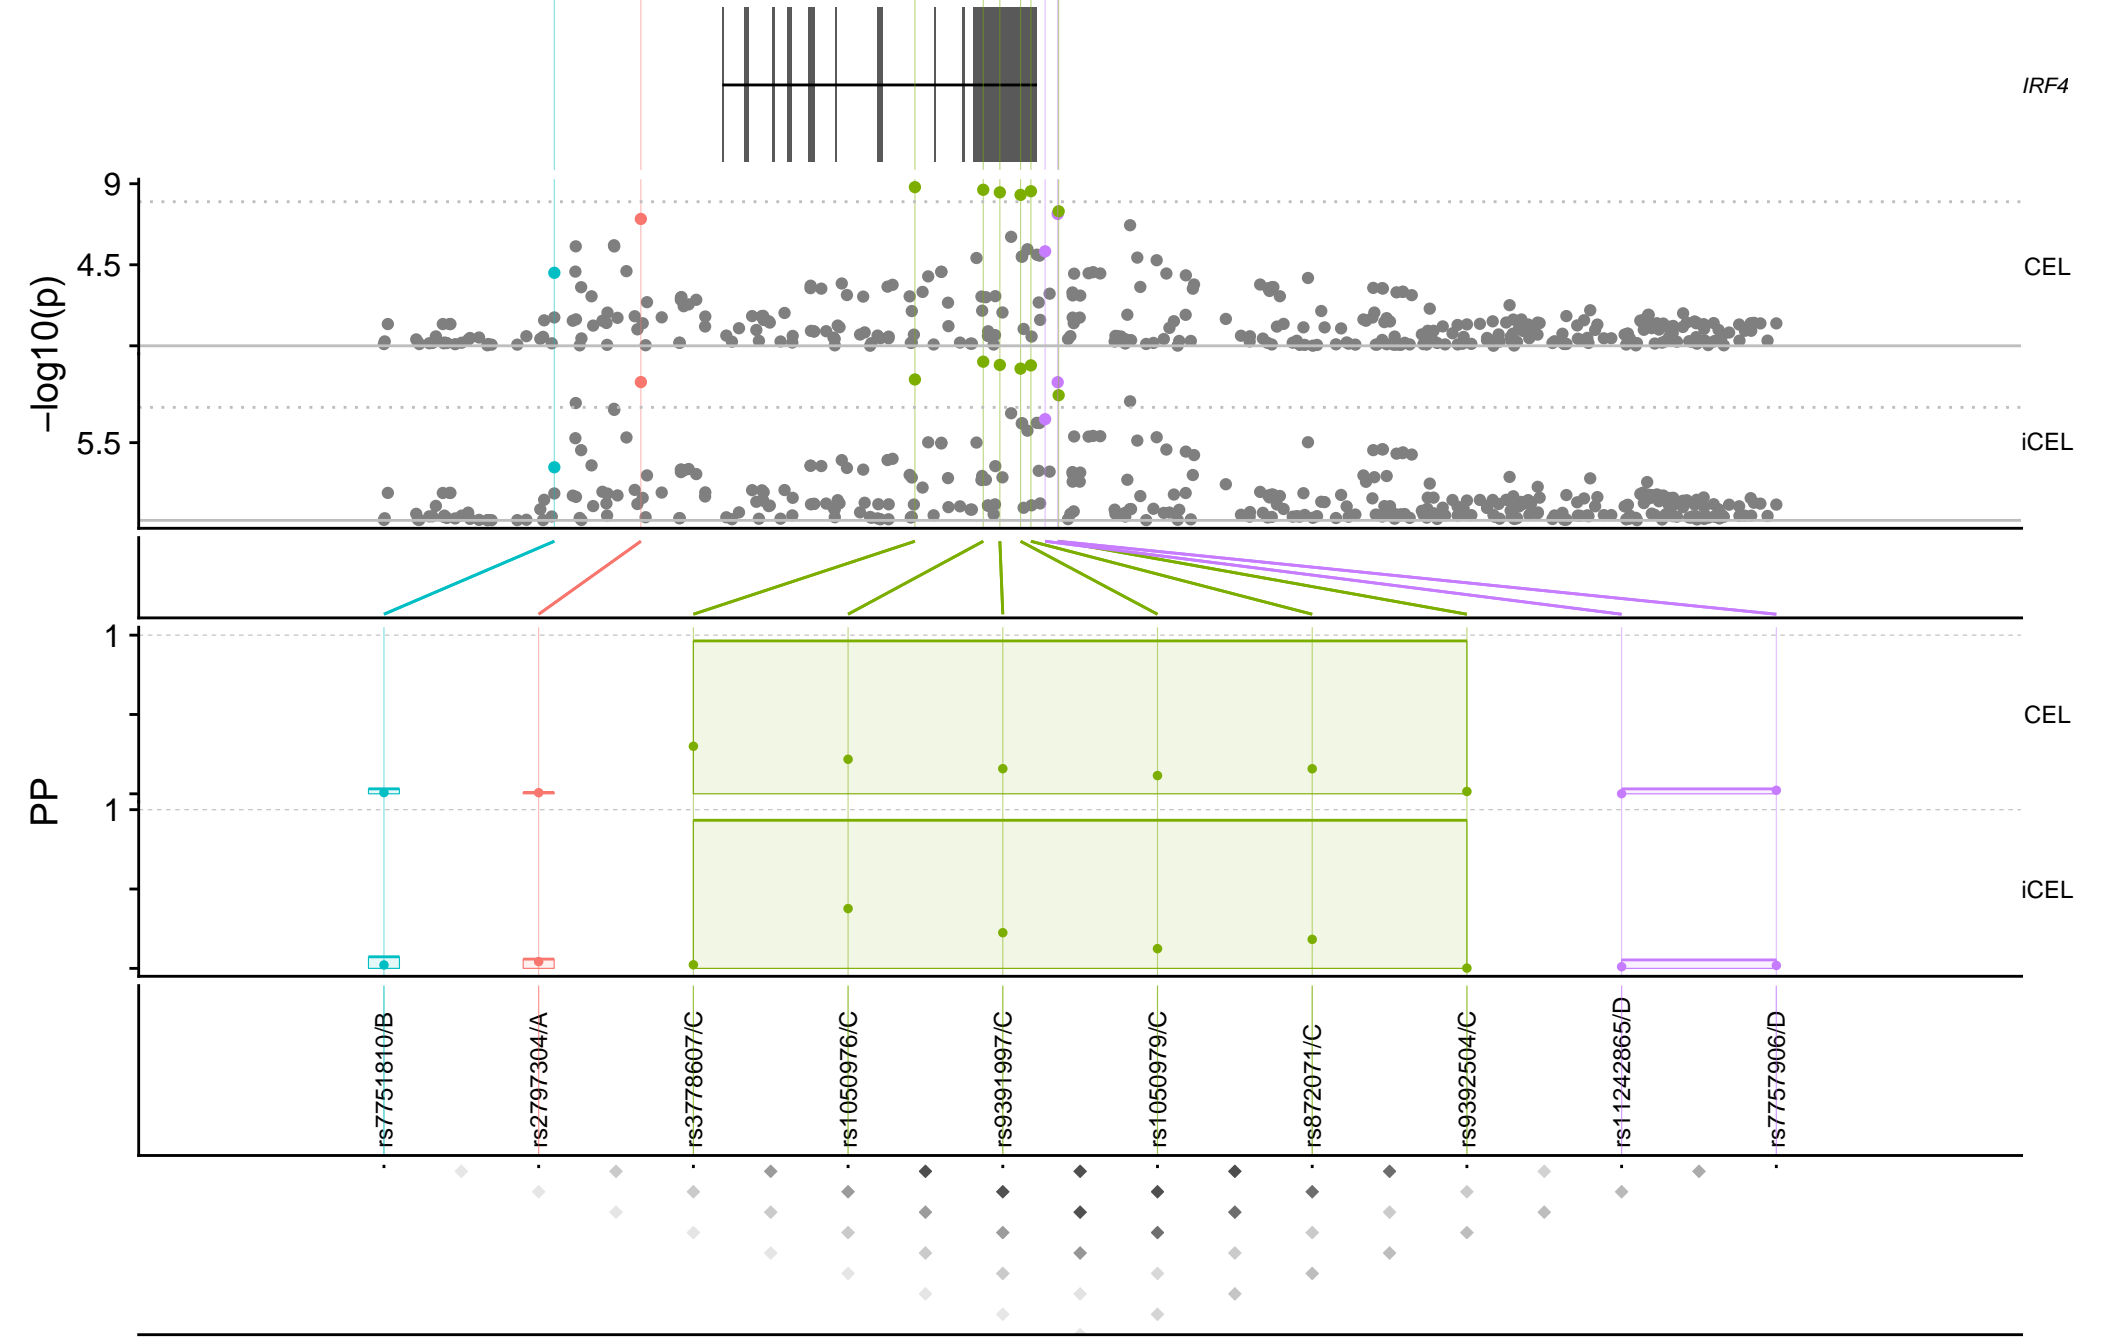 IRF4
9
4.5
CEL
−log10(p)
5.5
iCEL
1
CEL
PP
1
iCEL
rs7751810/B
rs2797304/A
rs3778607/C
rs1050976/C
rs9391997/C
rs1050979/C
rs872071/C
rs9392504/C
rs11242865/D
rs77579906/D